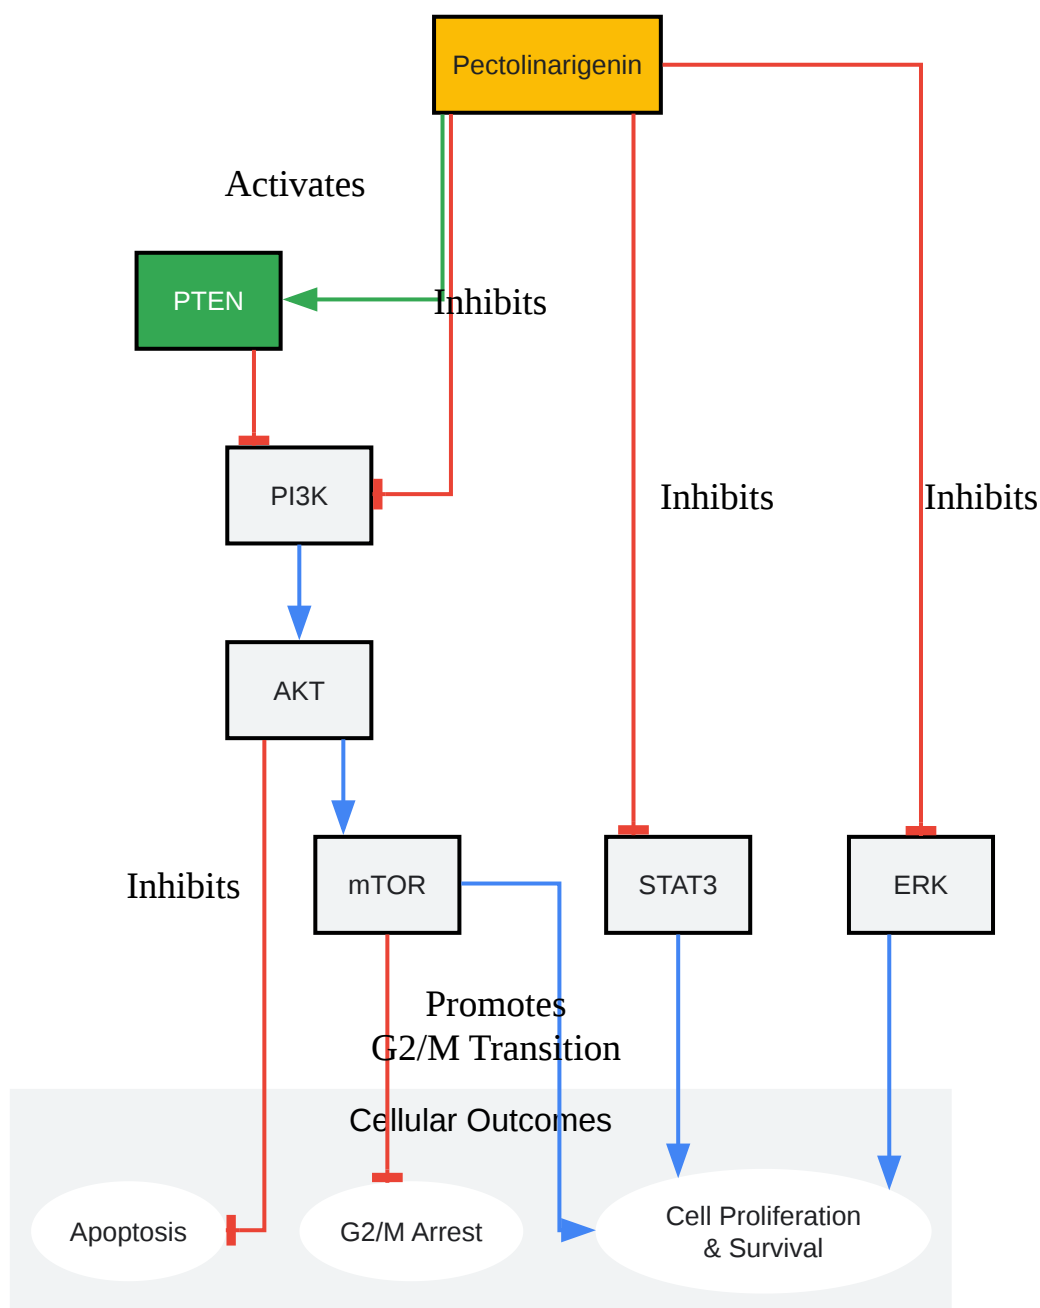 Pectolinarigenin
Activates
PTEN
Inhibits
PI3K
Inhibits
Inhibits
AKT
Inhibits
mTOR
STAT3
ERK
Promotes
G2/M Transition
Cellular Outcomes
Apoptosis
G2/M Arrest
Cell Proliferation
& Survival